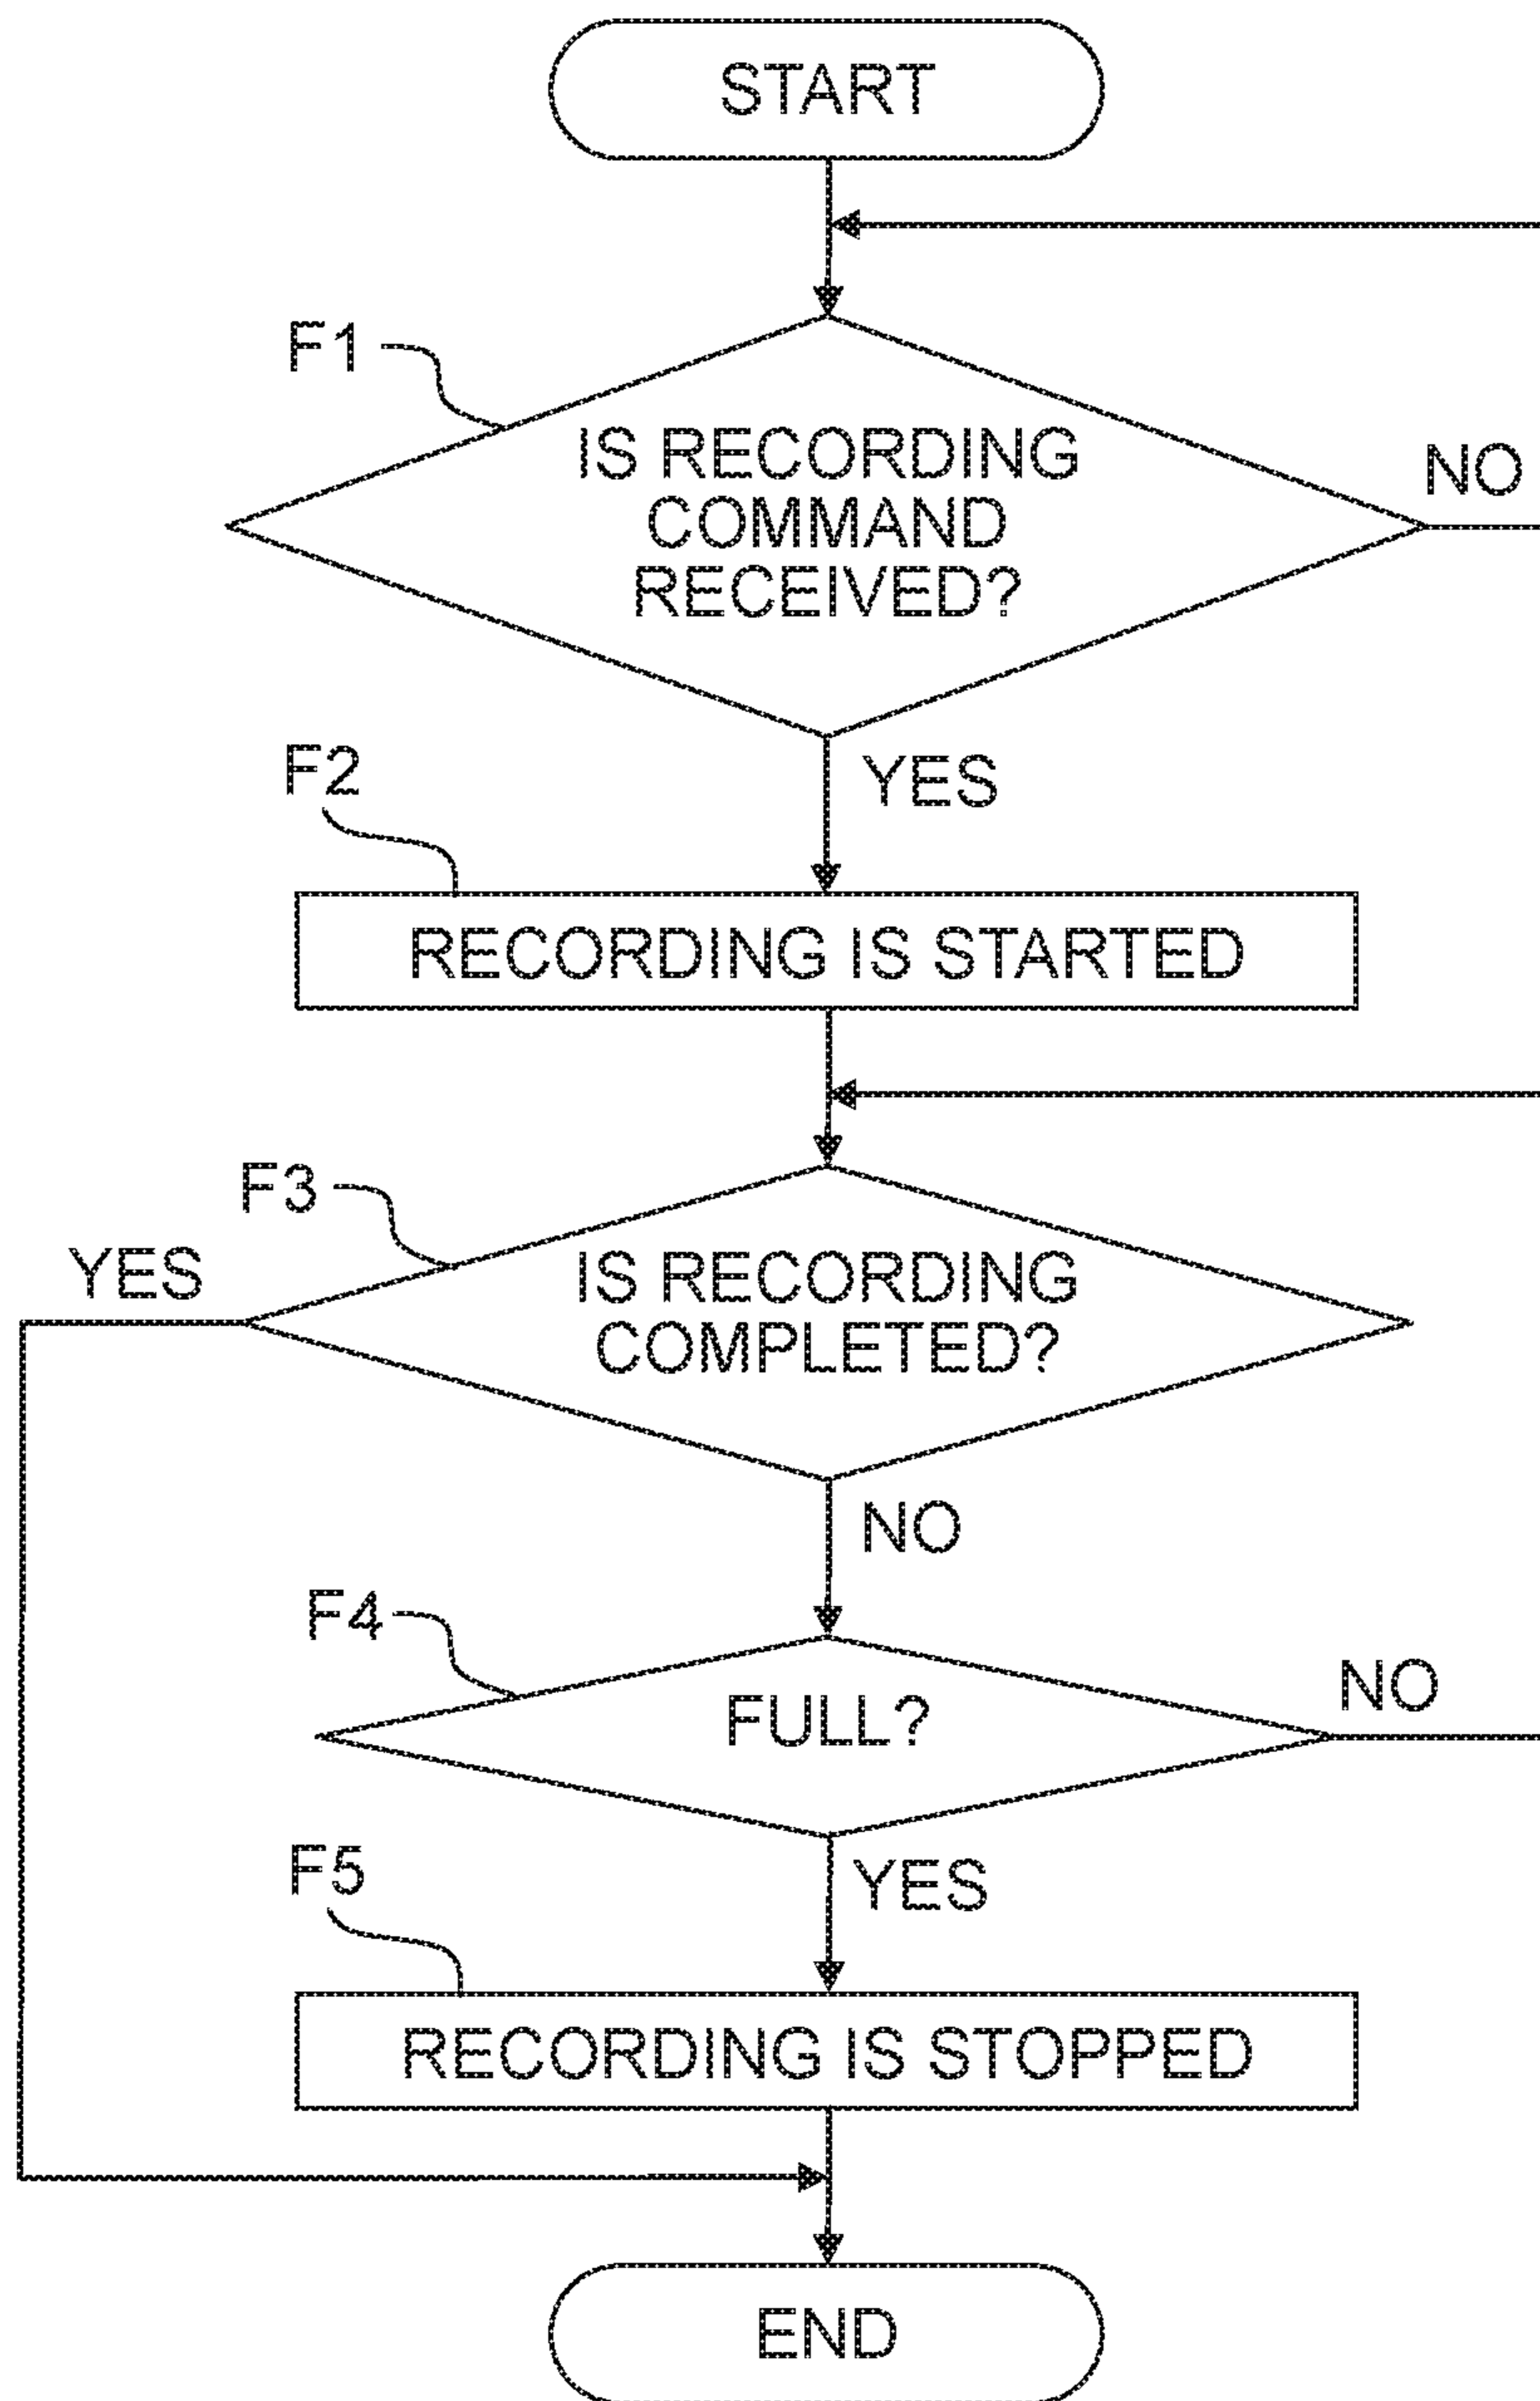 START
F1
IS RECORDING
COMMAND
RECEIVED?
NO
YES
F2
RECORDING IS STARTED
F3
YES
IS RECORDING
COMPLETED?
NO
F4
FULL?
NO
F5
YES
RECORDING IS STOPPED
END